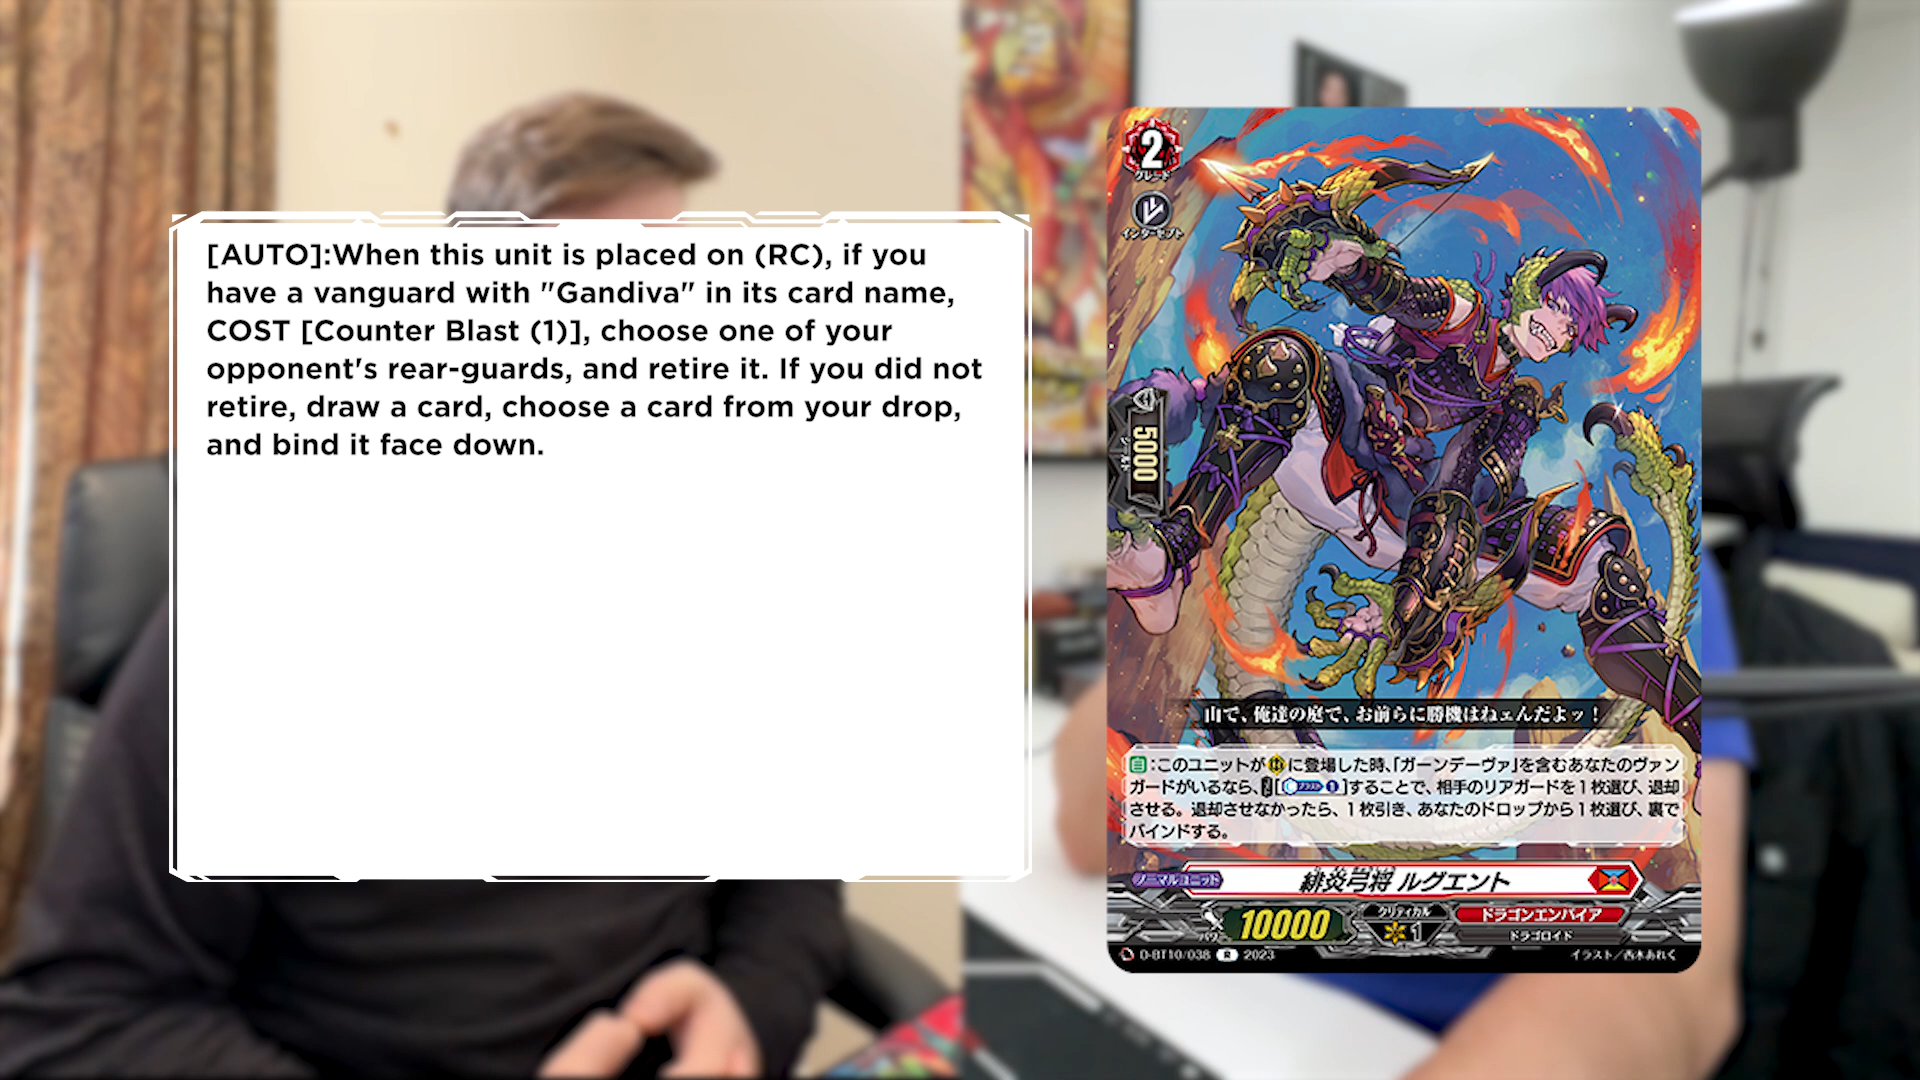 [AUTO]:When this unit is placed on (RC), if you
have a vanguard with "Gandiva" in its card name,
COST [Counter Blast (1)], choose one of your
opponent's rear-guards, and retire it. If you did not
retire, draw a card, choose a card from your drop,
and bind it face down.
2
グレード
インターセプト
5000
シールド
山で、俺達の庭で、お前らに勝機はねェんだよッ！
自:このユニットがRに登場した時、「ガーンデーヴァ」を含むあなたのヴァン
ガードがいるなら、[ブラスト1]することで、相手のリアガードを1枚選び、退却
させる。退却させなかったら、1枚引き、あなたのドロップから1枚選び、裏で
バインドする。
ノーマルユニット
緋炎弓将 ルグエント
パワー 10000
クリティカル
1
ドラゴンエンパイア
ドラゴロイド
D-BT10/038 R 2023
イラスト／西木あれく